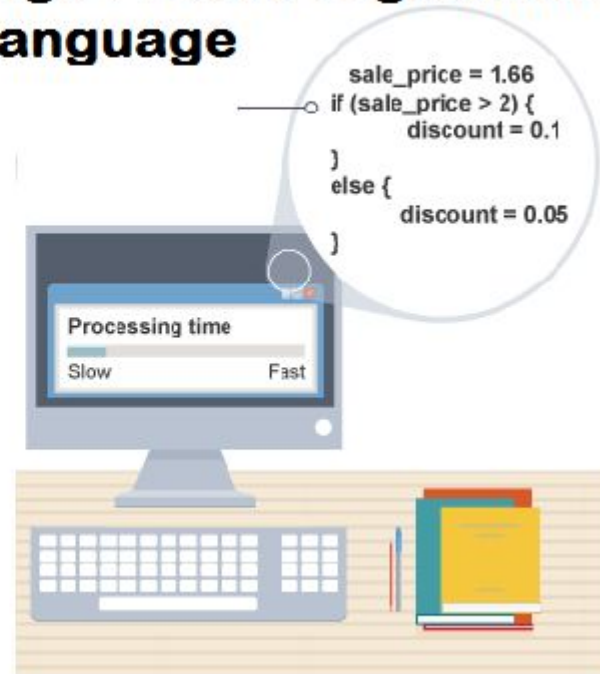 anguage
sale_price = 1.66
if (sale_price > 2) {
discount = 0.1
}
else {
discount = 0.05
}
Processing time
Slow Fast